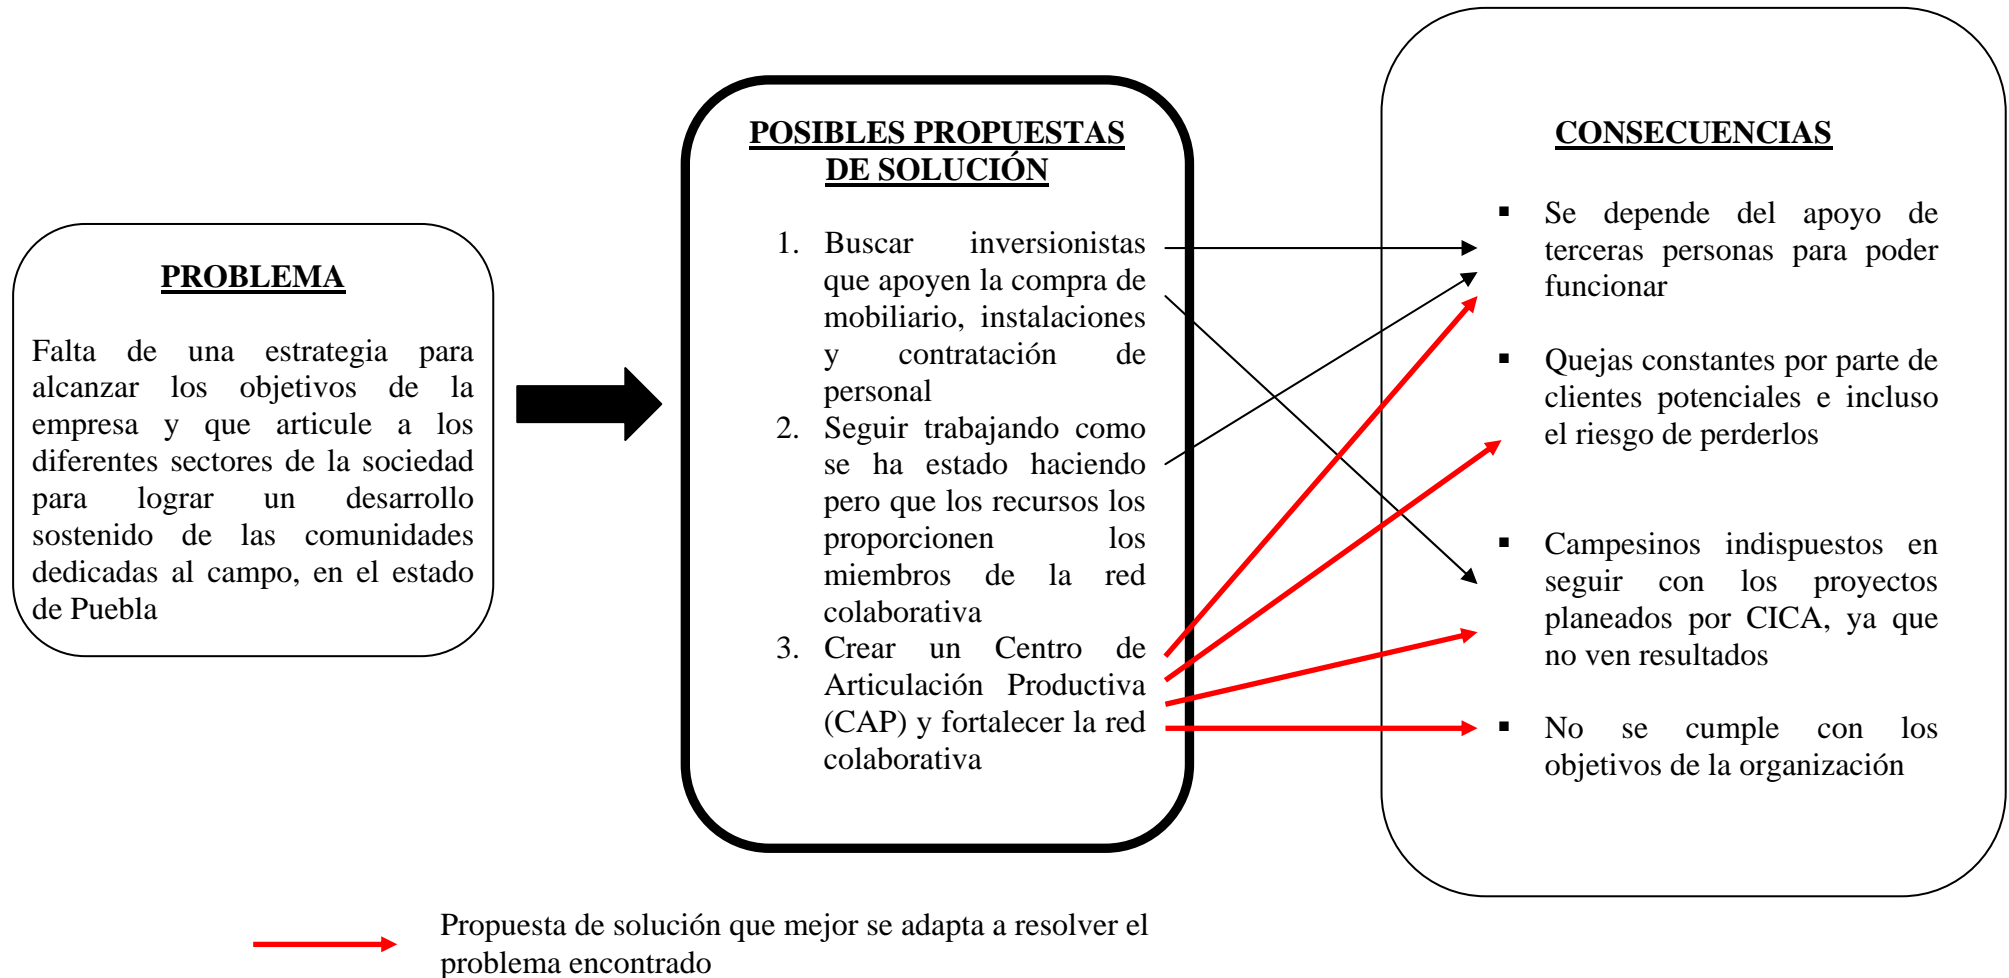 PROBLEMA
Falta de una estrategia para
alcanzar los objetivos de la
empresa y que articule a los
diferentes sectores de la sociedad
para lograr un desarrollo
sostenido de las comunidades
dedicadas al campo, en el estado
de Puebla
POSIBLES PROPUESTAS
DE SOLUCIÓN
1. Buscar inversionistas
que apoyen la compra de
mobiliario, instalaciones
y contratación de
personal
2. Seguir trabajando como
se ha estado haciendo
pero que los recursos los
proporcionen los
miembros de la red
colaborativa
3. Crear un Centro de
Articulación Productiva
(CAP) y fortalecer la red
colaborativa
CONSECUENCIAS
▪ Se depende del apoyo de
terceras personas para poder
funcionar
▪ Quejas constantes por parte de
clientes potenciales e incluso
el riesgo de perderlos
▪ Campesinos indispuestos en
seguir con los proyectos
planeados por CICA, ya que
no ven resultados
▪ No se cumple con los
objetivos de la organización
Propuesta de solución que mejor se adapta a resolver el
problema encontrado